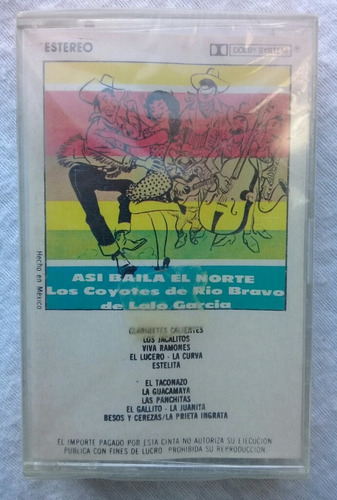 ESTEREO
DOLBY SYSTEM
ASI BAILA EL NORTE
Los Coyotes de Rio Bravo
de Lalo Garcia
Hecho en México
CLARINETES CALIENTES
LOS JACALITOS
VIVA RAMONES
EL LUCERO - LA CURVA
ESTELITA
EL TACONAZO
LA GUACAMAYA
LAS PANCHITAS
EL GALLITO - LA JUANITA
BESOS Y CEREZAS/LA PRIETA INGRATA
EL IMPORTE PAGADO POR ESTA CINTA NO AUTORIZA SU EJECUCION
PUBLICA CON FINES DE LUCRO. PROHIBIDA SU REPRODUCCION